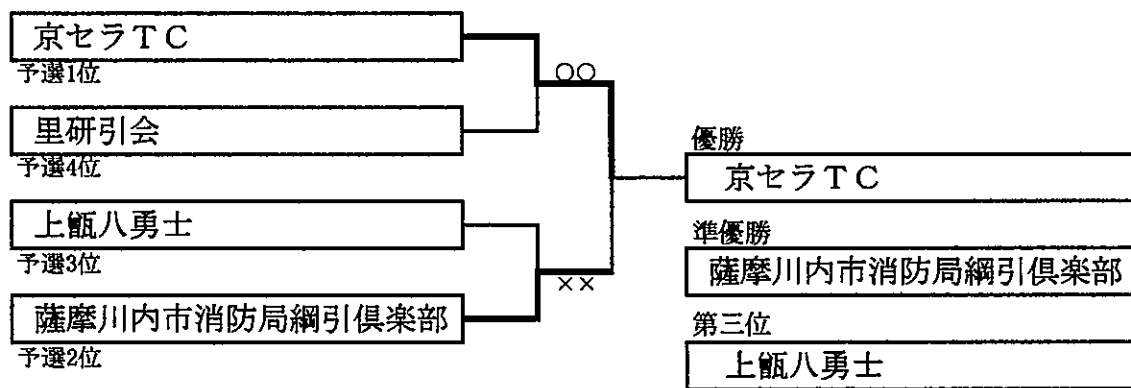 京セラＴＣ
予選1位
里研引会
予選4位
上甑八勇士
予選3位
薩摩川内市消防局綱引倶楽部
予選2位
○○
××
優勝
京セラＴＣ
準優勝
薩摩川内市消防局綱引倶楽部
第三位
上甑八勇士